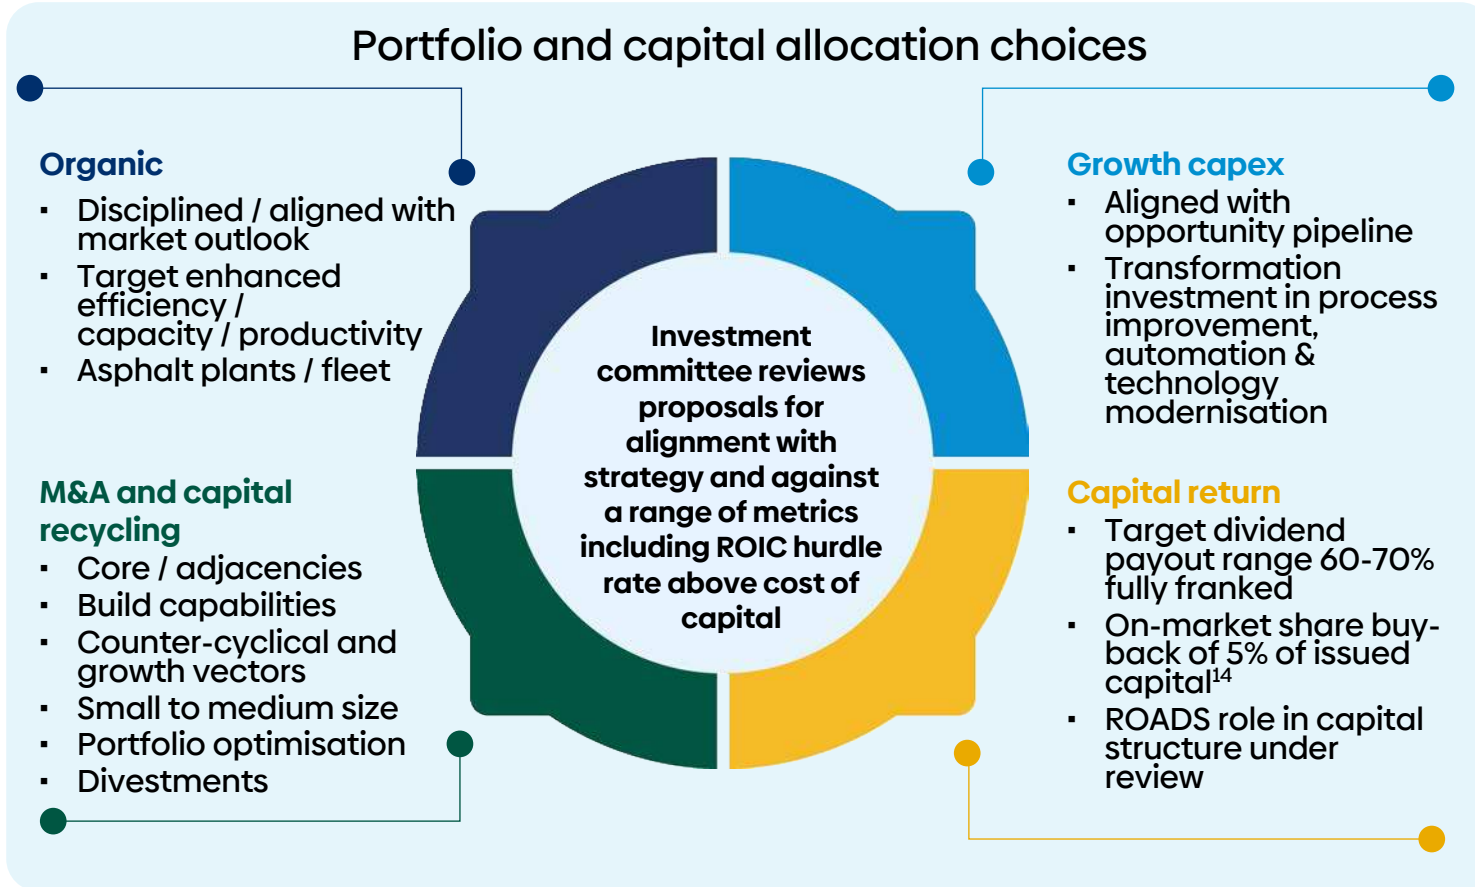 Portfolio and capital allocation choices
Organic
▪ Disciplined / aligned with
market outlook
▪ Target enhanced
efficiency /
capacity / productivity
▪ Asphalt plants / fleet
Growth capex
▪ Aligned with
opportunity pipeline
▪ Transformation
investment in process
improvement,
automation &
technology
modernisation
Investment
committee reviews
proposals for
alignment with
strategy and against
a range of metrics
including ROIC hurdle
rate above cost of
capital
M&A and capital
recycling
▪ Core / adjacencies
▪ Build capabilities
▪ Counter-cyclical and
growth vectors
▪ Small to medium size
▪ Portfolio optimisation
▪ Divestments
Capital return
▪ Target dividend
payout range 60-70%
fully franked
▪ On-market share buy-
back of 5% of issued
capital¹⁴
▪ ROADS role in capital
structure under
review